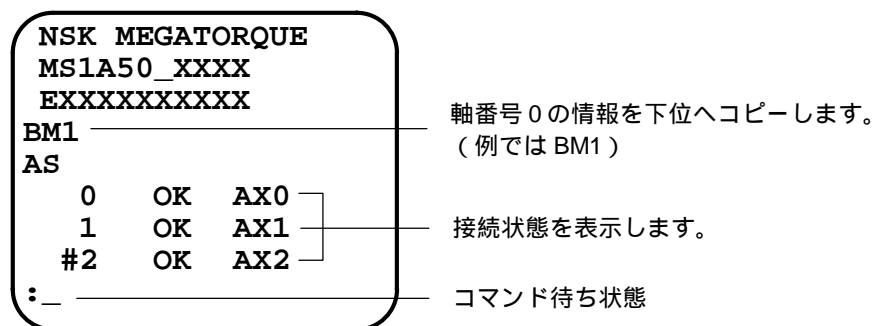 NSK MEGATORQUE
MS1A50_XXXX
EXXXXXXXXXX
BM1
AS
0 OK AX0
1 OK AX1
#2 OK AX2
:_
軸番号0の情報を下位へコピーします。
(例では BM1)
接続状態を表示します。
コマンド待ち状態